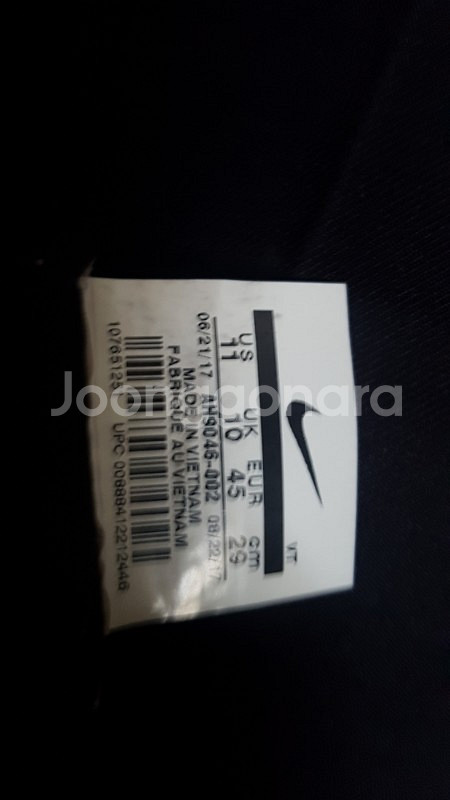 VT
US UK EUR cm
11 10 45 29
06/21/17 AH9046-002 08/22/17
MADE IN VIETNAM
FABRIQUE AU VIETNAM
UPC 00888412212446
Joonggonara